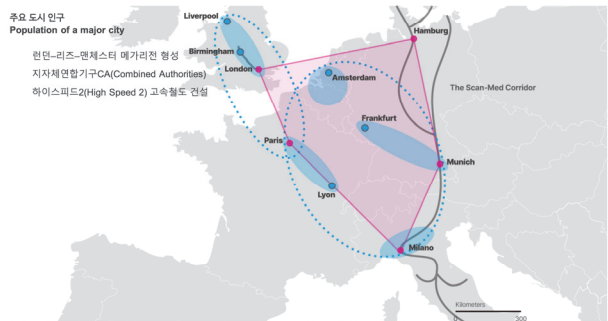 주요 도시 인구
Population of a major city
런던–리즈–맨체스터 메가리전 형성
지자체연합기구CA(Combined Authorities)
하이스피드2(High Speed 2) 고속철도 건설
Liverpool
Birmingham
London
Hamburg
Amsterdam
The Scan-Med Corridor
Frankfurt
Paris
Munich
Lyon
Milano
Kilometers
0
300